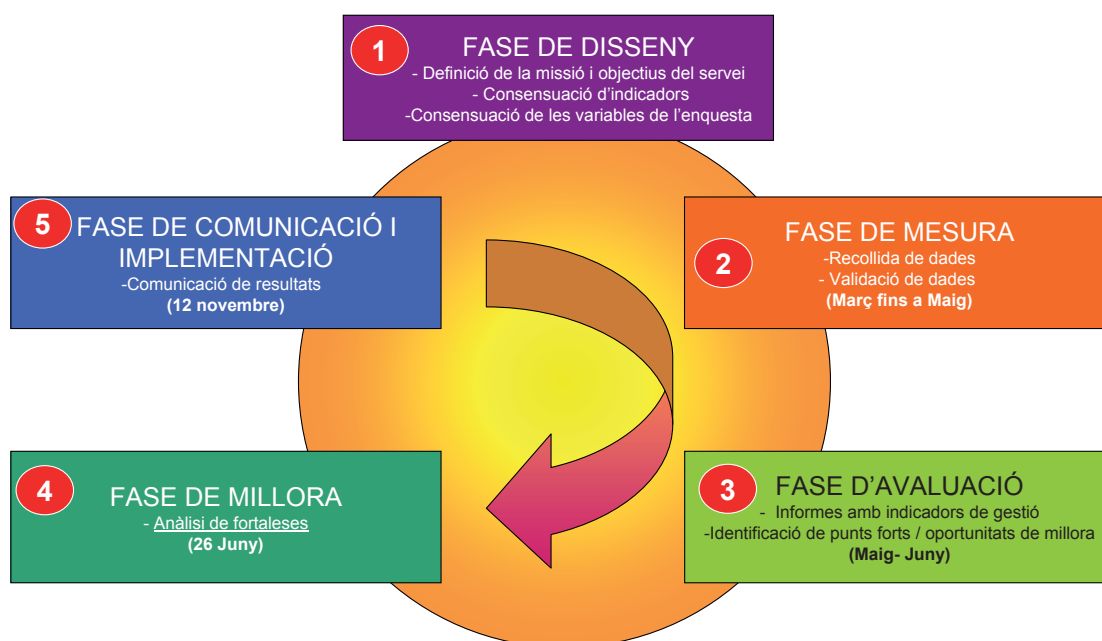 1
FASE DE DISSENY
- Definició de la missió i objectius del servei
- Consensuació d’indicadors
-Consensuació de les variables de l’enquesta
2
FASE DE MESURA
-Recollida de dades
- Validació de dades
(Març fins a Maig)
3
FASE D’AVALUACIÓ
- Informes amb indicadors de gestió
-Identificació de punts forts / oportunitats de millora
(Maig- Juny)
4
FASE DE MILLORA
- Anàlisi de fortaleses
(26 Juny)
5
FASE DE COMUNICACIÓ I
IMPLEMENTACIÓ
-Comunicació de resultats
(12 novembre)